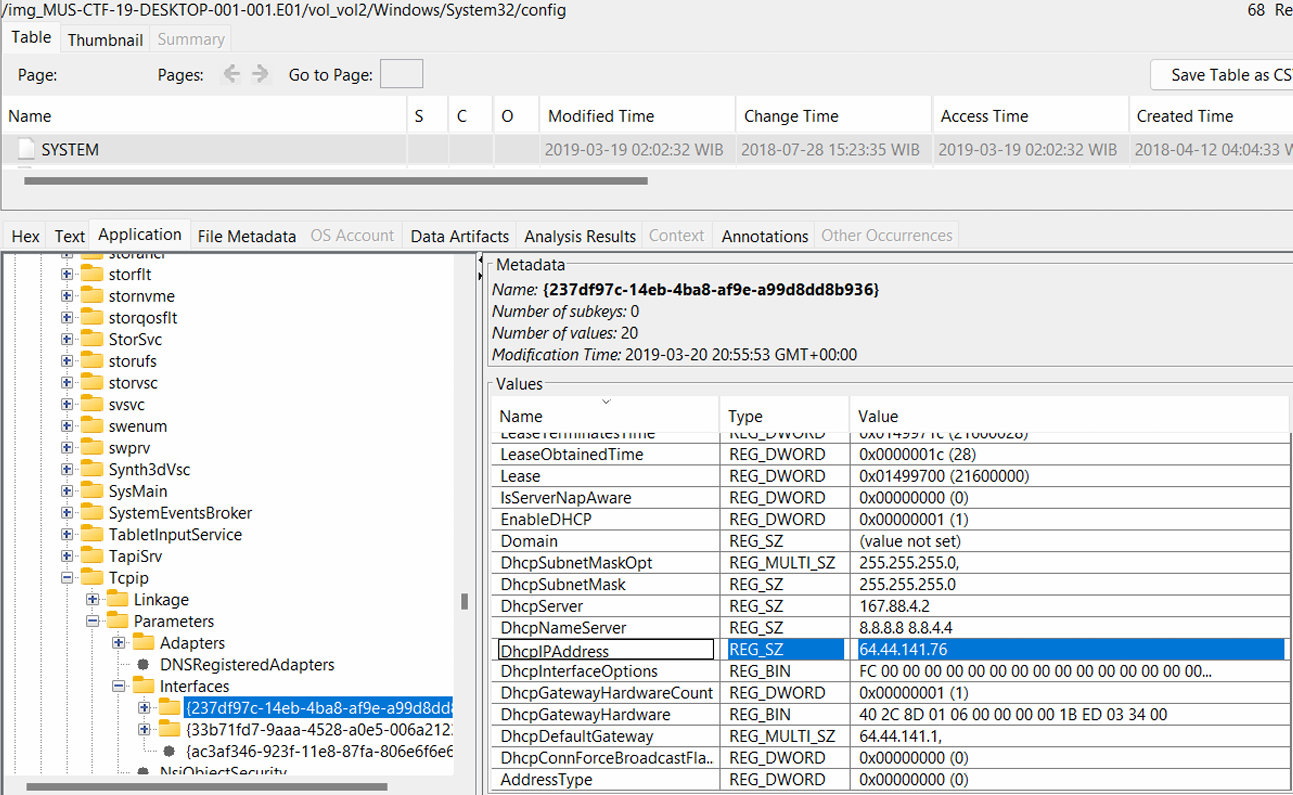 /img_MUS-CTF-19-DESKTOP-001-001.E01/vol_vol2/Windows/System32/config 68 Re
Table Thumbnail Summary
Page: Pages: Go to Page: Save Table as CS
Name S C O Modified Time Change Time Access Time Created Time
SYSTEM 2019-03-19 02:02:32 WIB 2018-07-28 15:23:35 WIB 2019-03-19 02:02:32 WIB 2018-04-12 04:04:33 W
Hex Text Application File Metadata OS Account Data Artifacts Analysis Results Context Annotations Other Occurrences
storflt
stornvme
storqosflt
StorSvc
storufs
storvsc
svsvc
swenum
swprv
Synth3dVsc
SysMain
SystemEventsBroker
TabletInputService
TapiSrv
Tcpip
Linkage
Parameters
Adapters
DNSRegisteredAdapters
Interfaces
{237df97c-14eb-4ba8-af9e-a99d8dd8
{33b71fd7-9aaa-4528-a0e5-006a212
{ac3af346-923f-11e8-87fa-806e6f6e6
NsiObjectSecurity
Metadata
Name: {237df97c-14eb-4ba8-af9e-a99d8dd8b936}
Number of subkeys: 0
Number of values: 20
Modification Time: 2019-03-20 20:55:53 GMT+00:00
Values
Name Type Value
LeaseTerminatesTime REG_DWORD 0x0149971c (21600028)
LeaseObtainedTime REG_DWORD 0x0000001c (28)
Lease REG_DWORD 0x01499700 (21600000)
IsServerNapAware REG_DWORD 0x00000000 (0)
EnableDHCP REG_DWORD 0x00000001 (1)
Domain REG_SZ (value not set)
DhcpSubnetMaskOpt REG_MULTI_SZ 255.255.255.0,
DhcpSubnetMask REG_SZ 255.255.255.0
DhcpServer REG_SZ 167.88.4.2
DhcpNameServer REG_SZ 8.8.8.8 8.8.4.4
DhcpIPAddress REG_SZ 64.44.141.76
DhcpInterfaceOptions REG_BIN FC 00 00 00 00 00 00 00 00 00 00 00 00 00 00 00...
DhcpGatewayHardwareCount REG_DWORD 0x00000001 (1)
DhcpGatewayHardware REG_BIN 40 2C 8D 01 06 00 00 00 00 1B ED 03 34 00
DhcpDefaultGateway REG_MULTI_SZ 64.44.141.1,
DhcpConnForceBroadcastFla... REG_DWORD 0x00000000 (0)
AddressType REG_DWORD 0x00000000 (0)